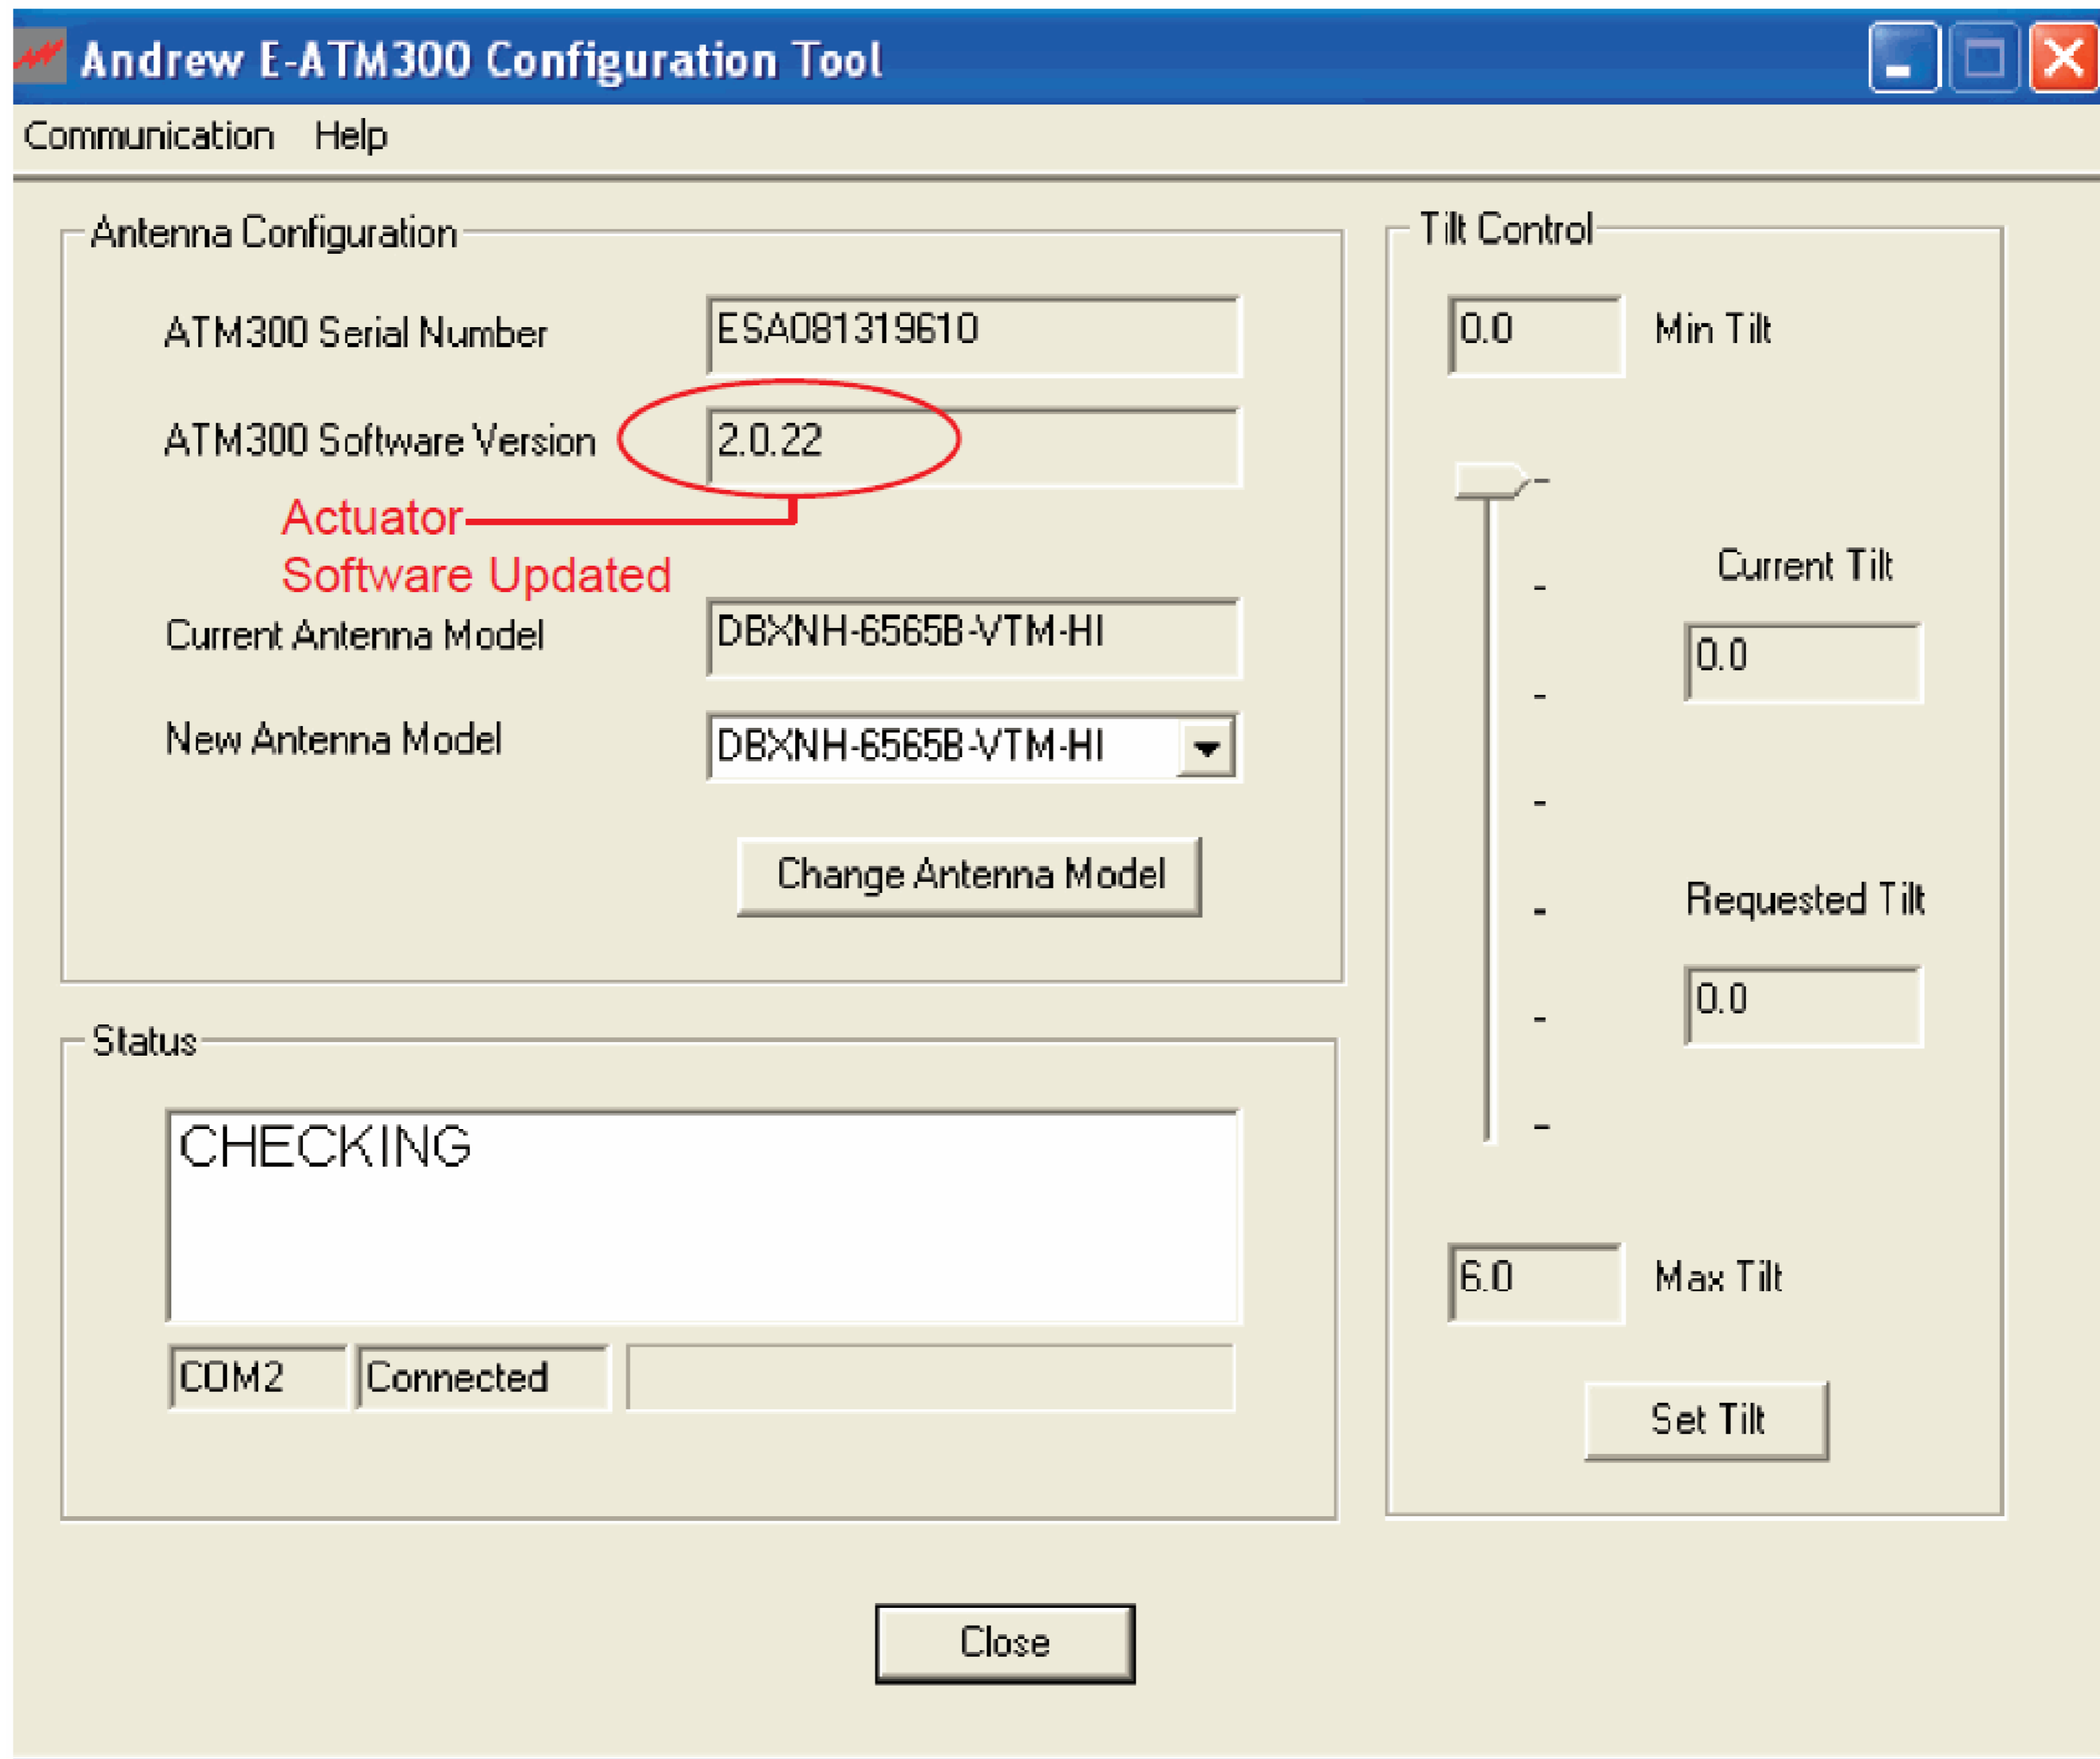 Andrew E-ATM300 Configuration Tool
Communication Help
Antenna Configuration
ATM300 Serial Number ESA081319610
ATM300 Software Version 2.0.22
Actuator
Software Updated
Current Antenna Model DBXNH-6565B-VTM-HI
New Antenna Model DBXNH-6565B-VTM-HI
Change Antenna Model
Status
CHECKING
COM2 Connected
Tilt Control
0.0 Min Tilt
Current Tilt
0.0
Requested Tilt
0.0
6.0 Max Tilt
Set Tilt
Close